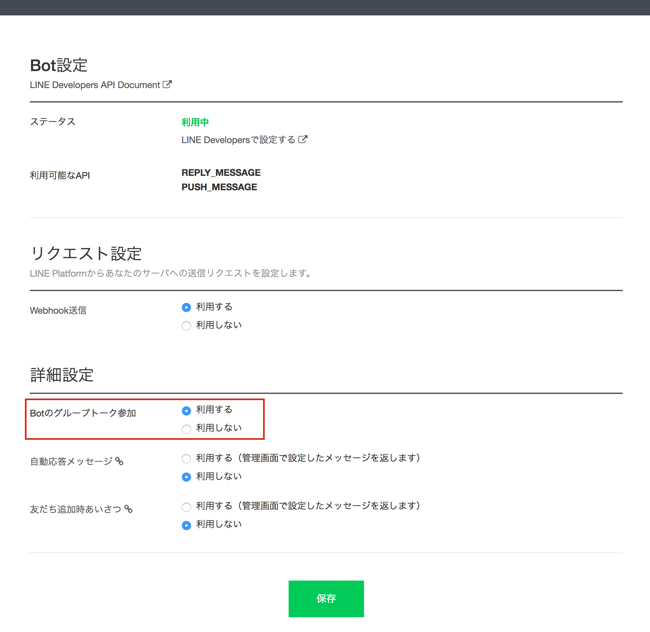 Bot設定
LINE Developers API Document
ステータス
利用中
LINE Developersで設定する
利用可能なAPI
REPLY_MESSAGE
PUSH_MESSAGE
リクエスト設定
LINE Platformからあなたのサーバへの送信リクエストを設定します。
Webhook送信
利用する
利用しない
詳細設定
Botのグループトーク参加
利用する
利用しない
自動応答メッセージ
利用する（管理画面で設定したメッセージを返します）
利用しない
友だち追加時あいさつ
利用する（管理画面で設定したメッセージを返します）
利用しない
保存